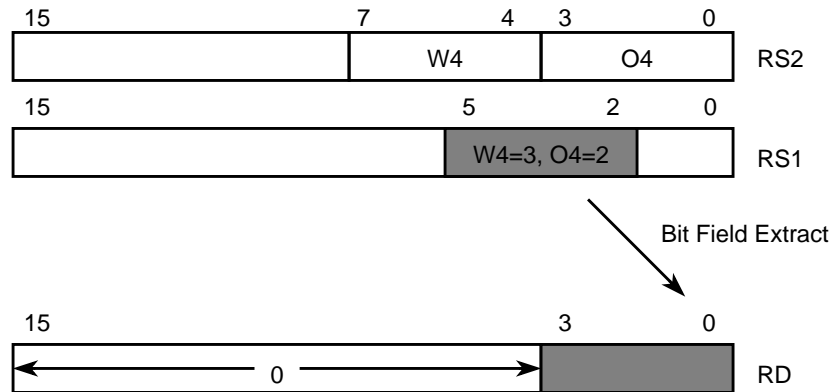 15 7 4 3 0
W4 O4 RS2
15 5 2 0
W4=3, O4=2 RS1
Bit Field Extract
15 3 0
0 RD